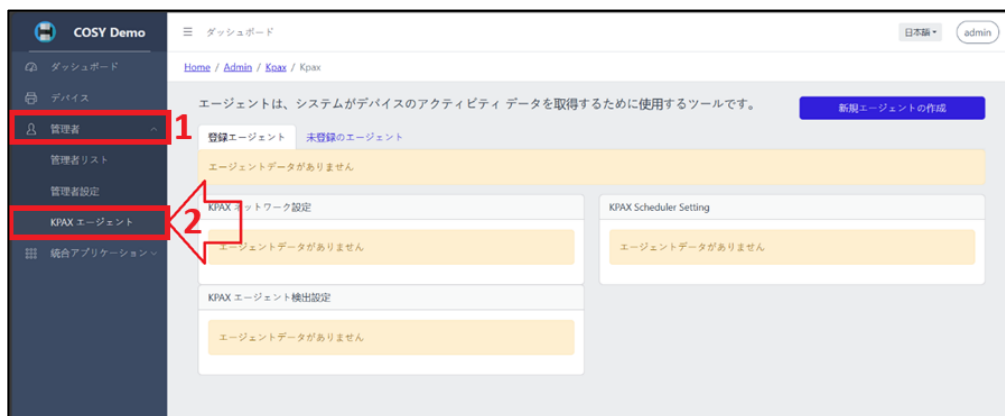 COSY Demo
ダッシュボード
日本語
admin
ダッシュボード
Home / Admin / Kpax / Kpax
デバイス
エージェントは、システムがデバイスのアクティビティ データを取得するために使用するツールです。
新規エージェントの作成
管理者
1
登録エージェント
未登録のエージェント
管理者リスト
エージェントデータがありません
管理者設定
KPAX エージェント
2
KPAX ネットワーク設定
KPAX Scheduler Setting
統合アプリケーション
エージェントデータがありません
エージェントデータがありません
KPAX エージェント検出設定
エージェントデータがありません